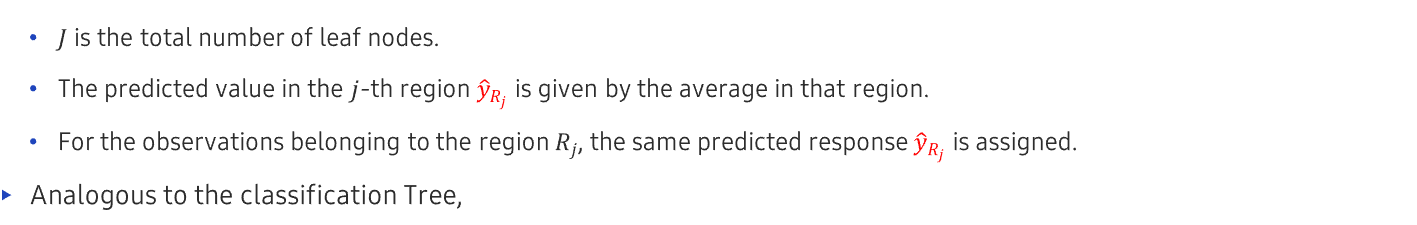 • J is the total number of leaf nodes.
• The predicted value in the j-th region ŷ_{R_j} is given by the average in that region.
• For the observations belonging to the region R_j, the same predicted response ŷ_{R_j} is assigned.
▸ Analogous to the classification Tree,